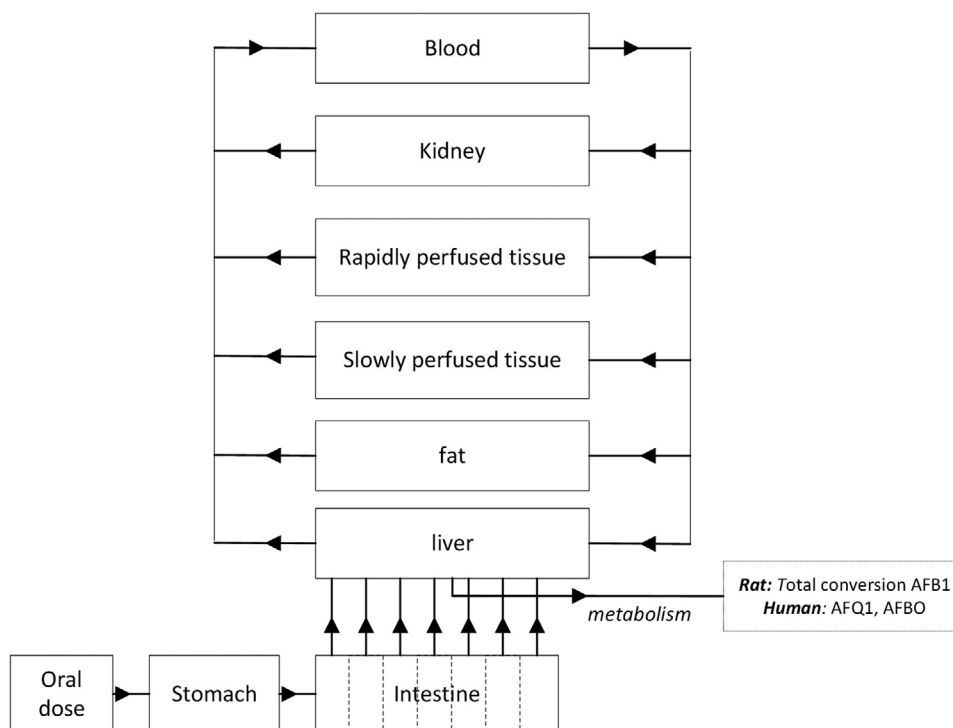 Blood
Kidney
Rapidly perfused tissue
Slowly perfused tissue
fat
liver
Rat: Total conversion AFB1
Human: AFQ1, AFBO
metabolism
Oral
dose
Stomach
Intestine